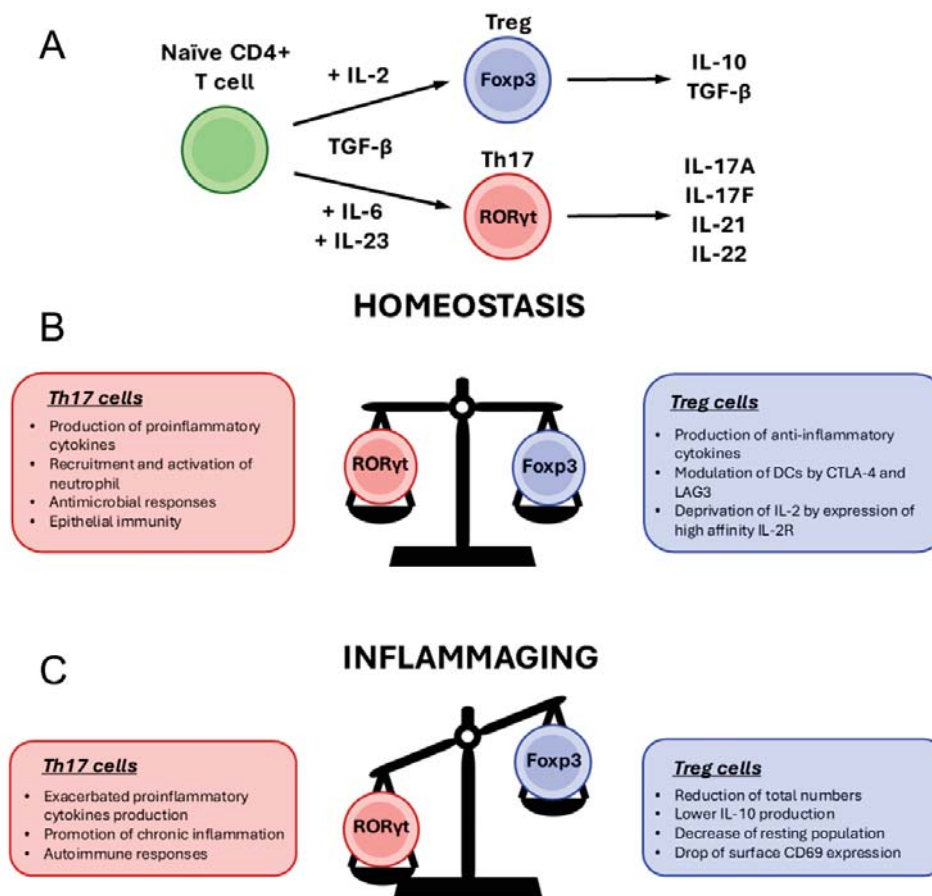 A
Naïve CD4+
T cell
+ IL-2
TGF-β
+ IL-6
+ IL-23
Treg
Foxp3
IL-10
TGF-β
Th17
RORγt
IL-17A
IL-17F
IL-21
IL-22
B
HOMEOSTASIS
Th17 cells
• Production of proinflammatory
cytokines
• Recruitment and activation of
neutrophil
• Antimicrobial responses
• Epithelial immunity
RORγt
Foxp3
Treg cells
• Production of anti-inflammatory
cytokines
• Modulation of DCs by CTLA-4 and
LAG3
• Deprivation of IL-2 by expression of
high affinity IL-2R
C
INFLAMMAGING
Th17 cells
• Exacerbated proinflammatory
cytokines production
• Promotion of chronic inflammation
• Autoimmune responses
RORγt
Foxp3
Treg cells
• Reduction of total numbers
• Lower IL-10 production
• Decrease of resting population
• Drop of surface CD69 expression